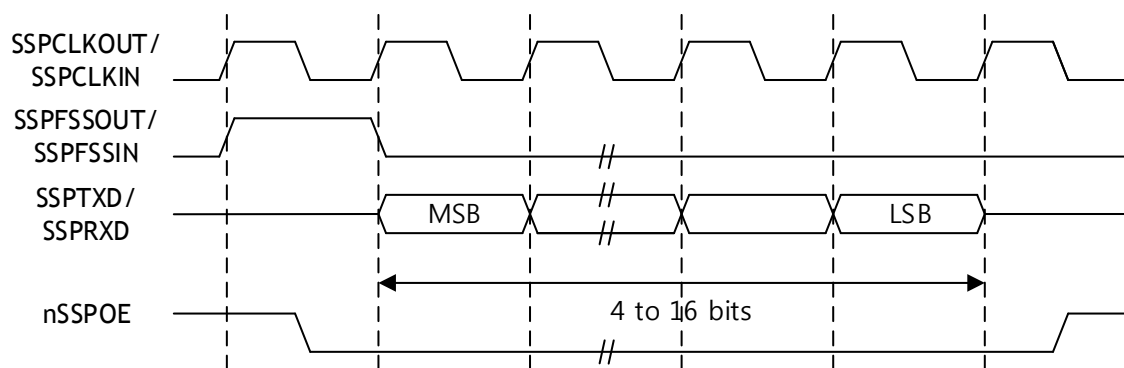 SSPCLKOUT/
SSPCLKIN
SSPFSSOUT/
SSPFSSIN
SSPTXD/
SSPRXD
MSB
LSB
4 to 16 bits
nSSPOE